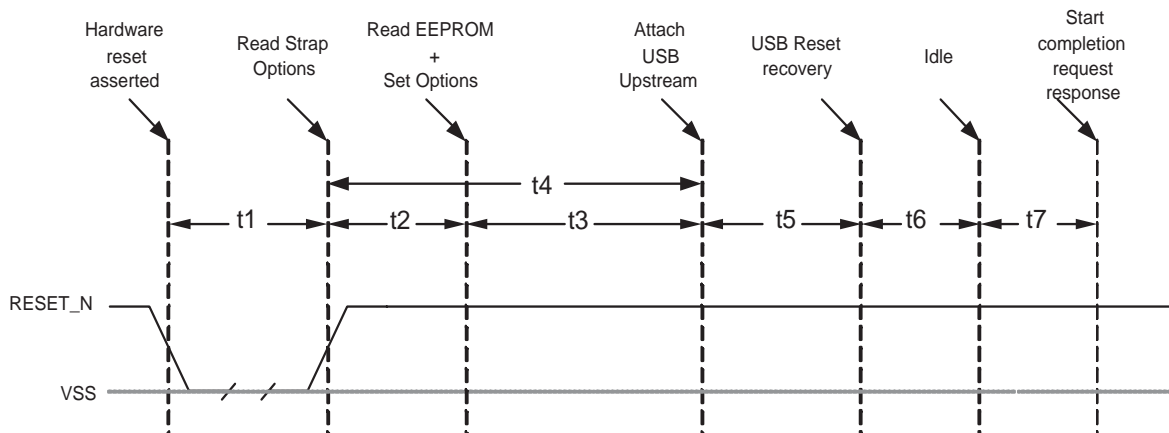 Hardware
reset
asserted
Read Strap
Options
Read EEPROM
+
Set Options
Attach
USB
Upstream
USB Reset
recovery
Idle
Start
completion
request
response
t4
t1
t2
t3
t5
t6
t7
RESET_N
VSS